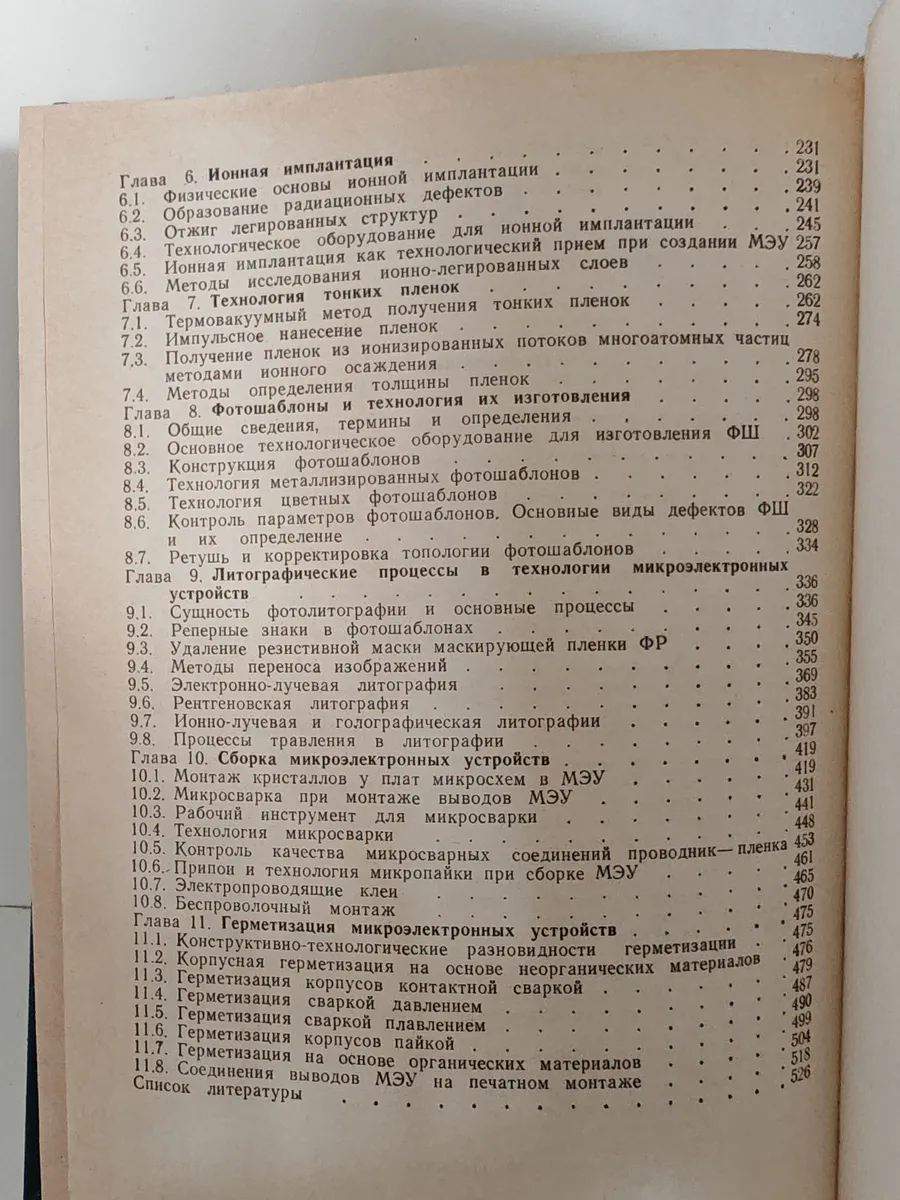 Глава 6. Ионная имплантация . . . . . . . . . . . 231
6.1. Физические основы ионной имплантации . . . . . . . 231
6.2. Образование радиационных дефектов . . . . . . . . 239
6.3. Отжиг легированных структур . . . . . . . . . 241
6.4. Технологическое оборудование для ионной имплантации . . . 245
6.5. Ионная имплантация как технологический прием при создании МЭУ 257
6.6. Методы исследования ионно-легированных слоев . . . . . 258
Глава 7. Технология тонких пленок . . . . . . . . . 262
7.1. Термовакуумный метод получения тонких пленок . . . . . 262
7.2. Импульсное нанесение пленок . . . . . . . . . 274
7.3. Получение пленок из ионизированных потоков многоатомных частиц
методами ионного осаждения . . . . . . . . . 278
7.4. Методы определения толщины пленок . . . . . . . 295
Глава 8. Фотошаблоны и технология их изготовления . . . . . 298
8.1. Общие сведения, термины и определения . . . . . . 298
8.2. Основное технологическое оборудование для изготовления ФШ . 302
8.3. Конструкция фотошаблонов . . . . . . . . . 307
8.4. Технология металлизированных фотошаблонов . . . . . . 312
8.5. Технология цветных фотошаблонов . . . . . . . . 322
8.6. Контроль параметров фотошаблонов. Основные виды дефектов ФШ
и их определение . . . . . . . . . . . 328
8.7. Ретушь и корректировка топологии фотошаблонов . . . . . 334
Глава 9. Литографические процессы в технологии микроэлектронных
устройств . . . . . . . . . . . . . 336
9.1. Сущность фотолитографии и основные процессы . . . . . 336
9.2. Реперные знаки в фотошаблонах . . . . . . . . . 345
9.3. Удаление резистивной маски маскирующей пленки ФР . . . . 350
9.4. Методы переноса изображений . . . . . . . . . 355
9.5. Электронно-лучевая литография . . . . . . . . 369
9.6. Рентгеновская литография . . . . . . . . . . 383
9.7. Ионно-лучевая и голографическая литографии . . . . . 391
9.8. Процессы травления в литографии . . . . . . . . 397
Глава 10. Сборка микроэлектронных устройств . . . . . . . 419
10.1. Монтаж кристаллов у плат микросхем в МЭУ . . . . . 419
10.2. Микросварка при монтаже выводов МЭУ . . . . . . 431
10.3. Рабочий инструмент для микросварки . . . . . . . 441
10.4. Технология микросварки . . . . . . . . . . 448
10.5. Контроль качества микросварных соединений проводник—пленка 453
10.6. Припои и технология микропайки при сборке МЭУ . . . . 461
10.7. Электропроводящие клеи . . . . . . . . . . 465
10.8. Беспроволочный монтаж . . . . . . . . . . 470
Глава 11. Герметизация микроэлектронных устройств . . . . . 475
11.1. Конструктивно-технологические разновидности герметизации . 475
11.2. Корпусная герметизация на основе неорганических материалов 476
11.3. Герметизация корпусов контактной сваркой . . . . . 479
11.4. Герметизация сваркой давлением . . . . . . . . 487
11.5. Герметизация сваркой плавлением . . . . . . . . 490
11.6. Герметизация корпусов пайкой . . . . . . . . . 499
11.7. Герметизация на основе органических материалов . . . . 504
11.8. Соединения выводов МЭУ на печатном монтаже . . . . 518
Список литературы . . . . . . . . . . . . . 526